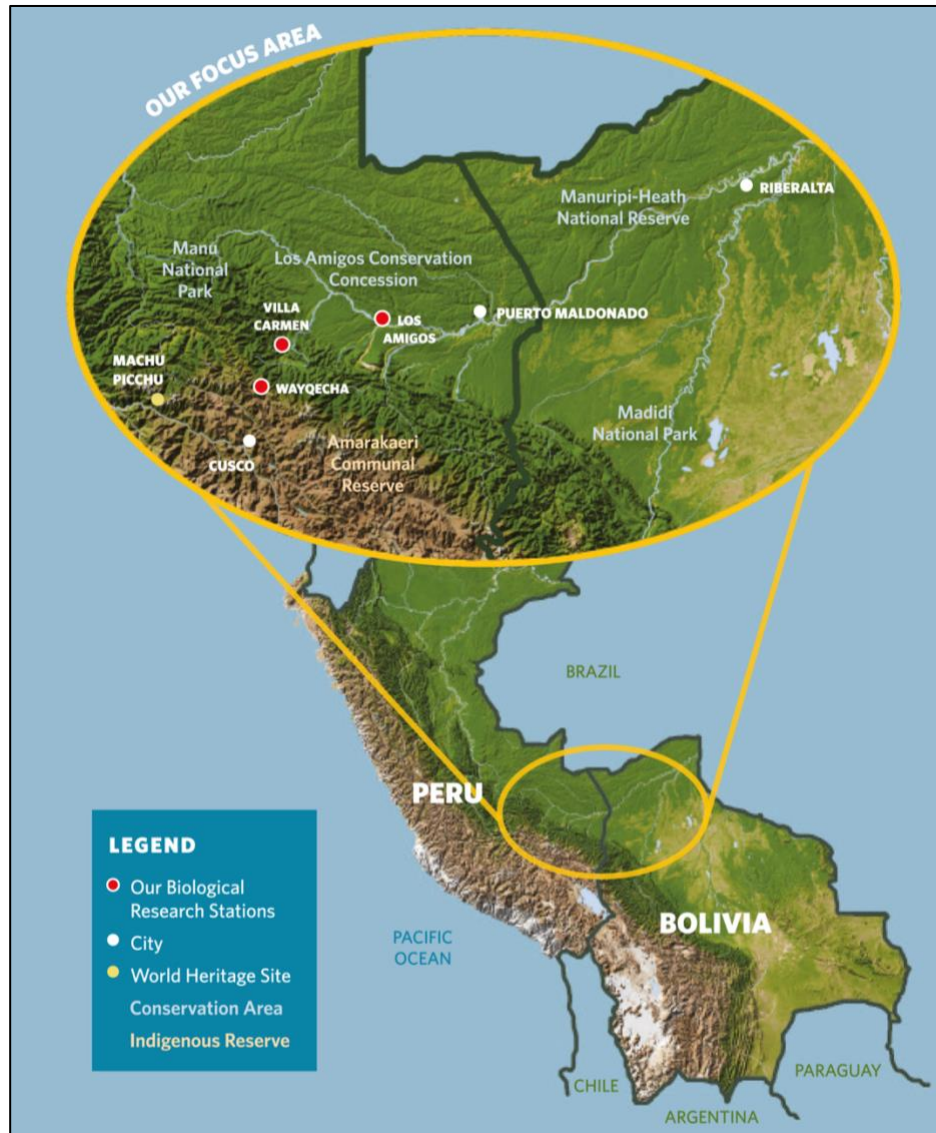 OUR FOCUS AREA
Manuripi-Heath
National Reserve
RIBERALTA
Manu
National
Park
Los Amigos Conservation
Concession
VILLA
CARMEN
LOS
AMIGOS
PUERTO MALDONADO
MACHU
PICCHU
WAYQECHA
Madidi
National Park
CUSCO
Amarakaeri
Communal
Reserve
BRAZIL
PERU
BOLIVIA
PACIFIC
OCEAN
CHILE
ARGENTINA
PARAGUAY
LEGEND
Our Biological
Research Stations
City
World Heritage Site
Conservation Area
Indigenous Reserve